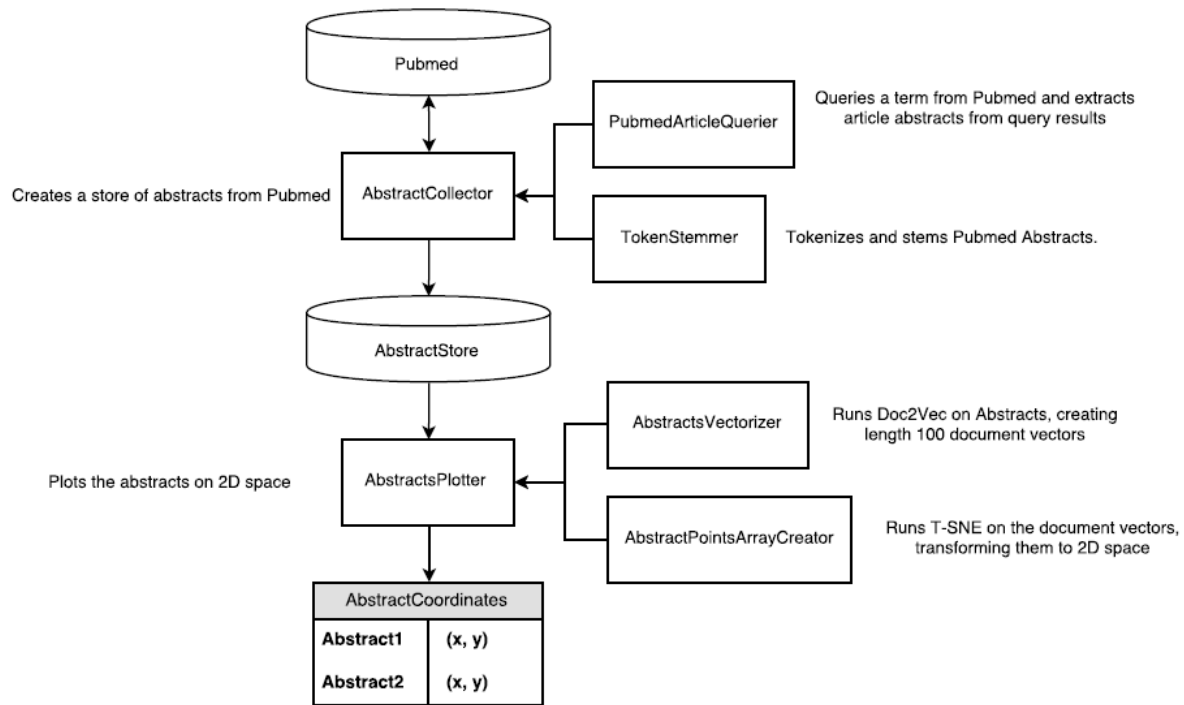 Pubmed
Queries a term from Pubmed and extracts
article abstracts from query results
PubmedArticleQuerier
Creates a store of abstracts from Pubmed
AbstractCollector
TokenStemmer
Tokenizes and stems Pubmed Abstracts.
AbstractStore
AbstractsVectorizer
Runs Doc2Vec on Abstracts, creating
length 100 document vectors
Plots the abstracts on 2D space
AbstractsPlotter
AbstractPointsArrayCreator
Runs T-SNE on the document vectors,
transforming them to 2D space
AbstractCoordinates
Abstract1 (x, y)
Abstract2 (x, y)